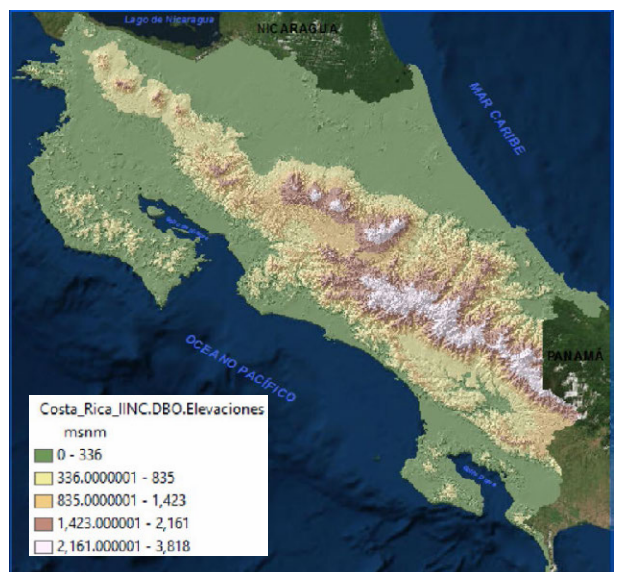 Lago de Nicaragua
NICARAGUA
MAR CARIBE
OCEANO PACÍFICO
PANAMÁ
Costa_Rica_IINC.DBO.Elevaciones
msnm
0 - 336
336.0000001 - 835
835.0000001 - 1,423
1,423.000001 - 2,161
2,161.000001 - 3,818